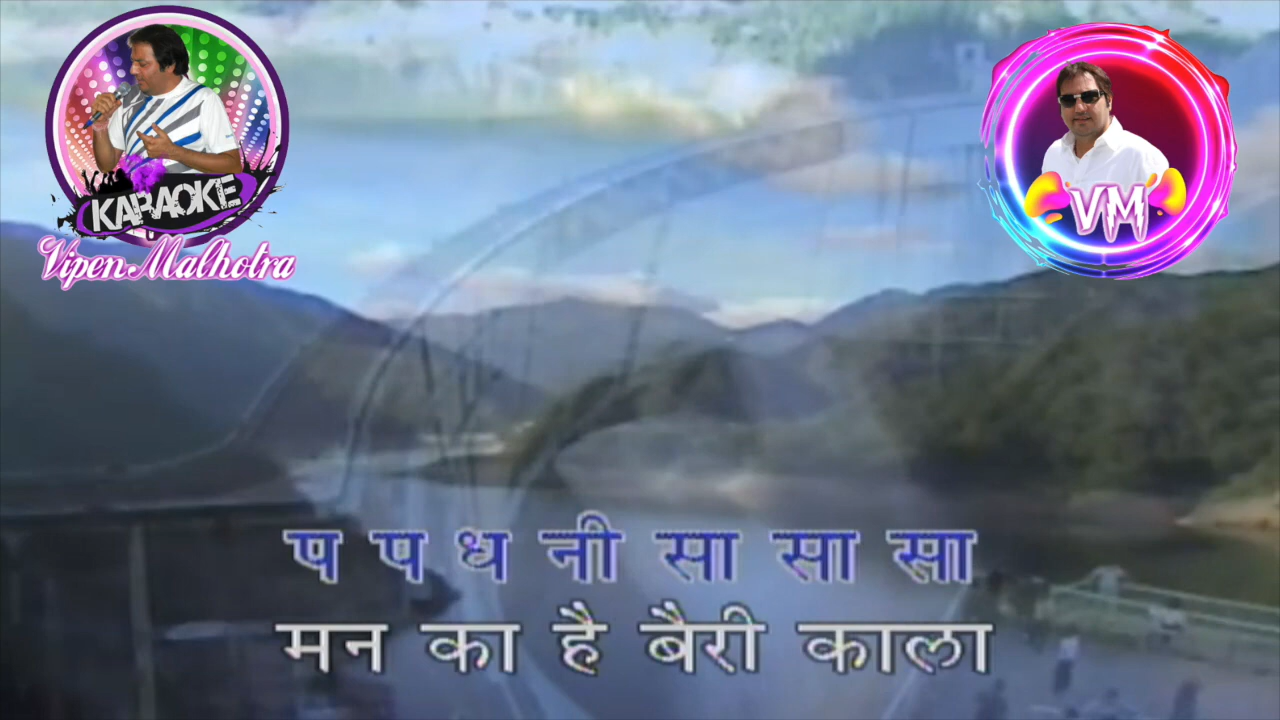 KARAOKE
Vipen Malhotra
VM
प प ध नी सा सा सा
मन का है बैरी काला